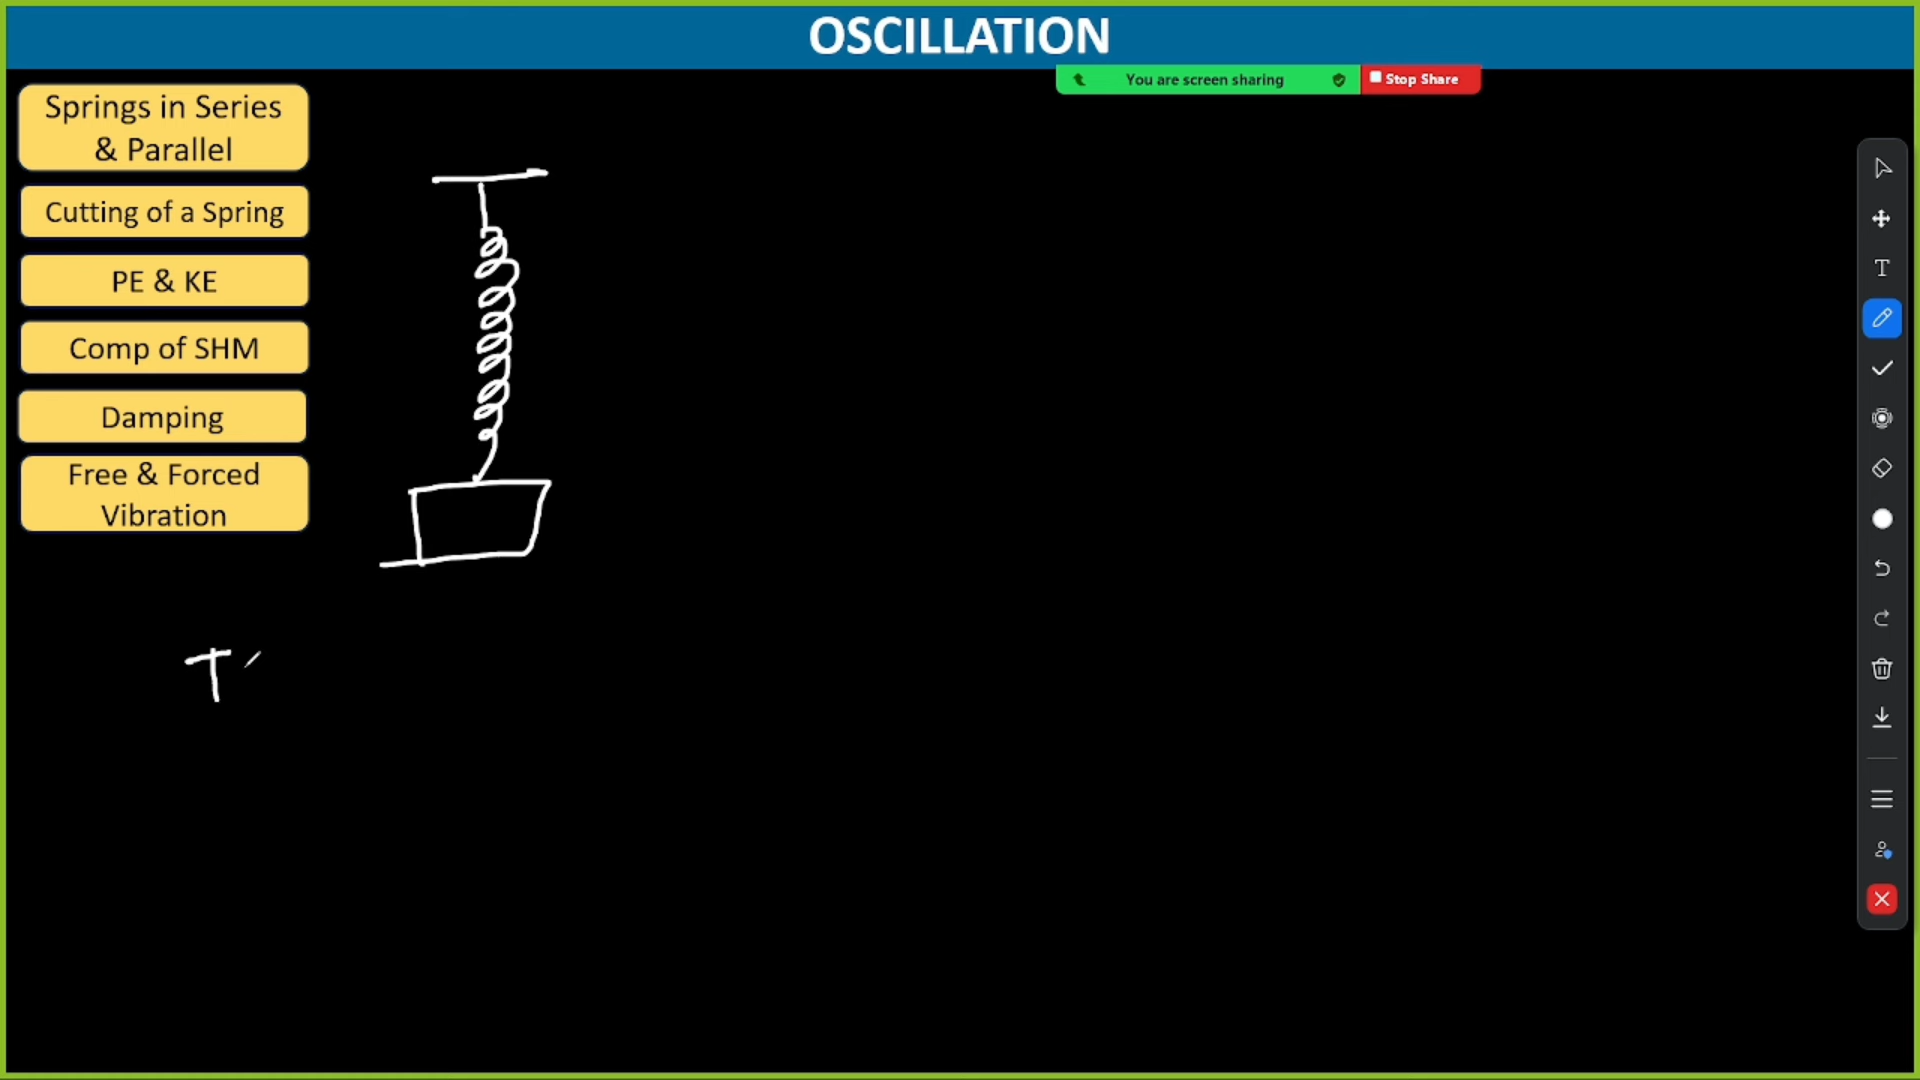 OSCILLATION
You are screen sharing
Stop Share
Springs in Series
& Parallel
Cutting of a Spring
PE & KE
Comp of SHM
Damping
Free & Forced
Vibration
T
T